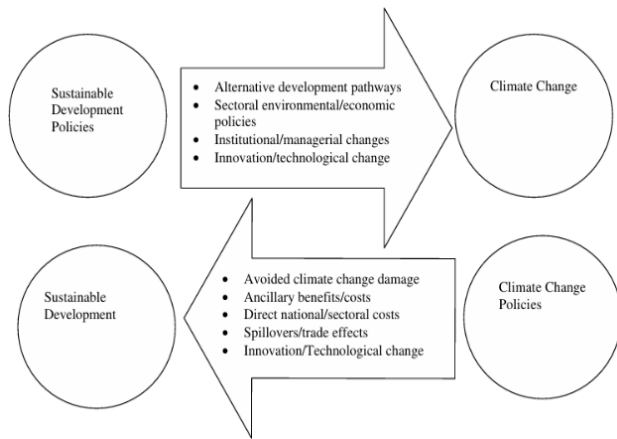 Sustainable
Development
Policies
• Alternative development pathways
• Sectoral environmental/economic
policies
• Institutional/managerial changes
• Innovation/technological change
Climate Change
Sustainable
Development
• Avoided climate change damage
• Ancillary benefits/costs
• Direct national/sectoral costs
• Spillovers/trade effects
• Innovation/Technological change
Climate Change
Policies